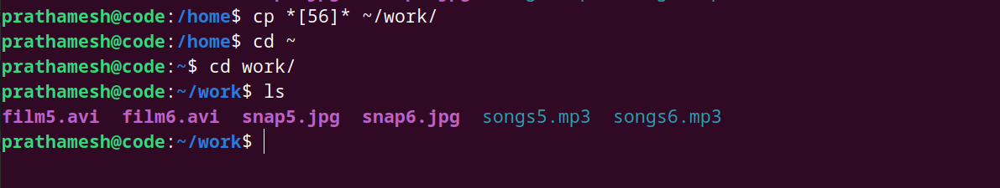 prathamesh@code:/home$ cp *[56]* ~/work/
prathamesh@code:/home$ cd ~
prathamesh@code:~$ cd work/
prathamesh@code:~/work$ ls
film5.avi film6.avi snap5.jpg snap6.jpg songs5.mp3 songs6.mp3
prathamesh@code:~/work$